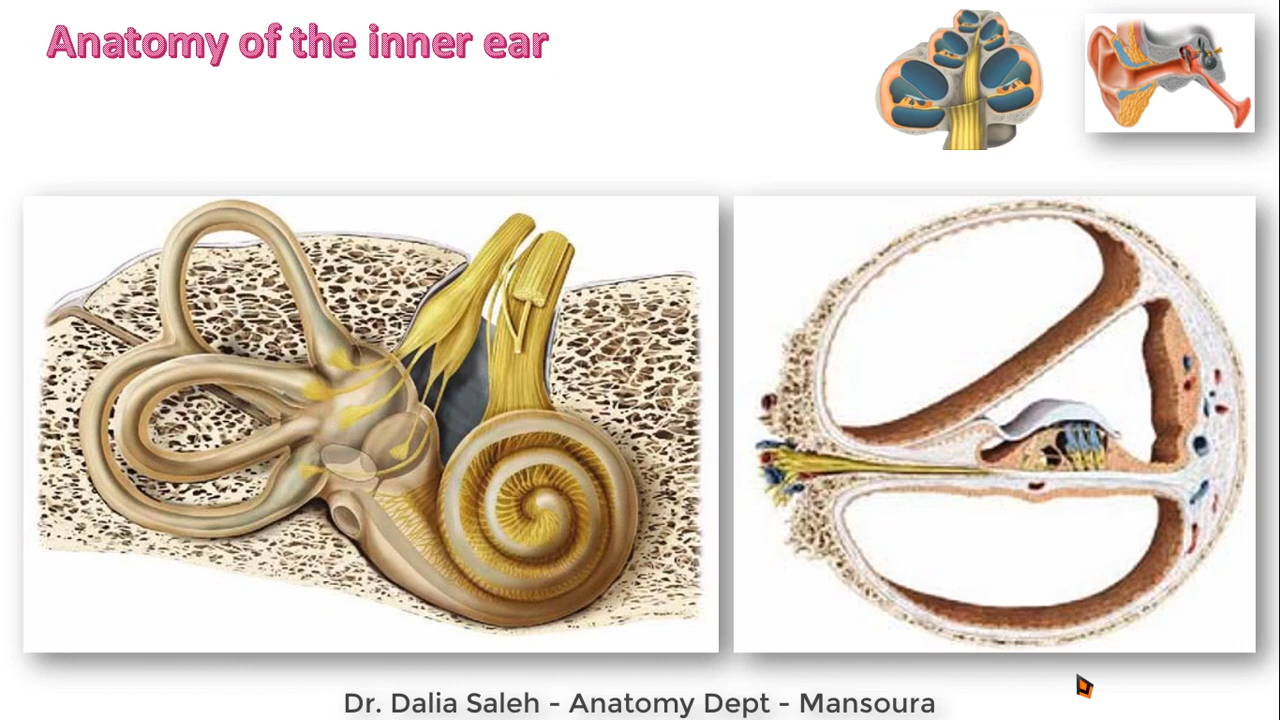 Anatomy of the inner ear
Dr. Dalia Saleh - Anatomy Dept - Mansoura